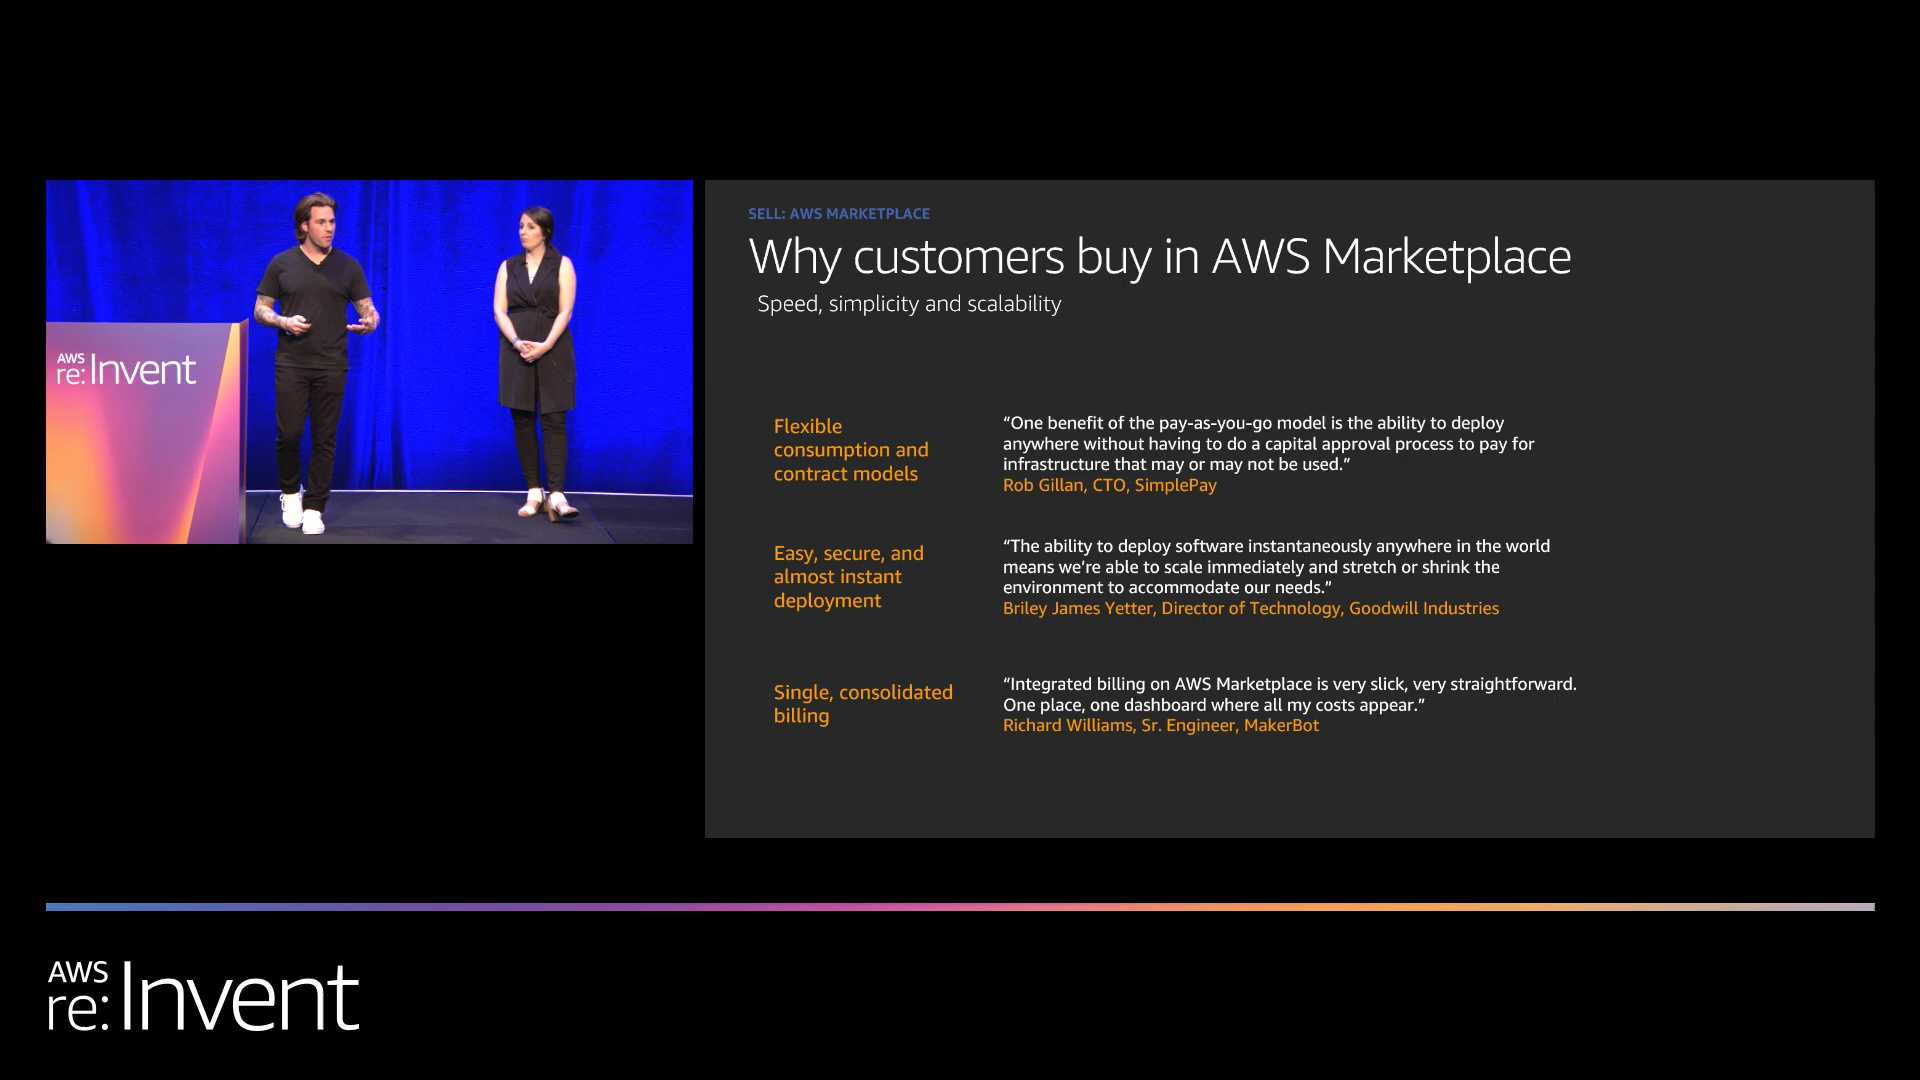 AWS
re:Invent
SELL: AWS MARKETPLACE
Why customers buy in AWS Marketplace
Speed, simplicity and scalability
Flexible
consumption and
contract models
“One benefit of the pay-as-you-go model is the ability to deploy
anywhere without having to do a capital approval process to pay for
infrastructure that may or may not be used.”
Rob Gillan, CTO, SimplePay
Easy, secure, and
almost instant
deployment
“The ability to deploy software instantaneously anywhere in the world
means we’re able to scale immediately and stretch or shrink the
environment to accommodate our needs.”
Briley James Yetter, Director of Technology, Goodwill Industries
Single, consolidated
billing
“Integrated billing on AWS Marketplace is very slick, very straightforward.
One place, one dashboard where all my costs appear.”
Richard Williams, Sr. Engineer, MakerBot
AWS
re:Invent